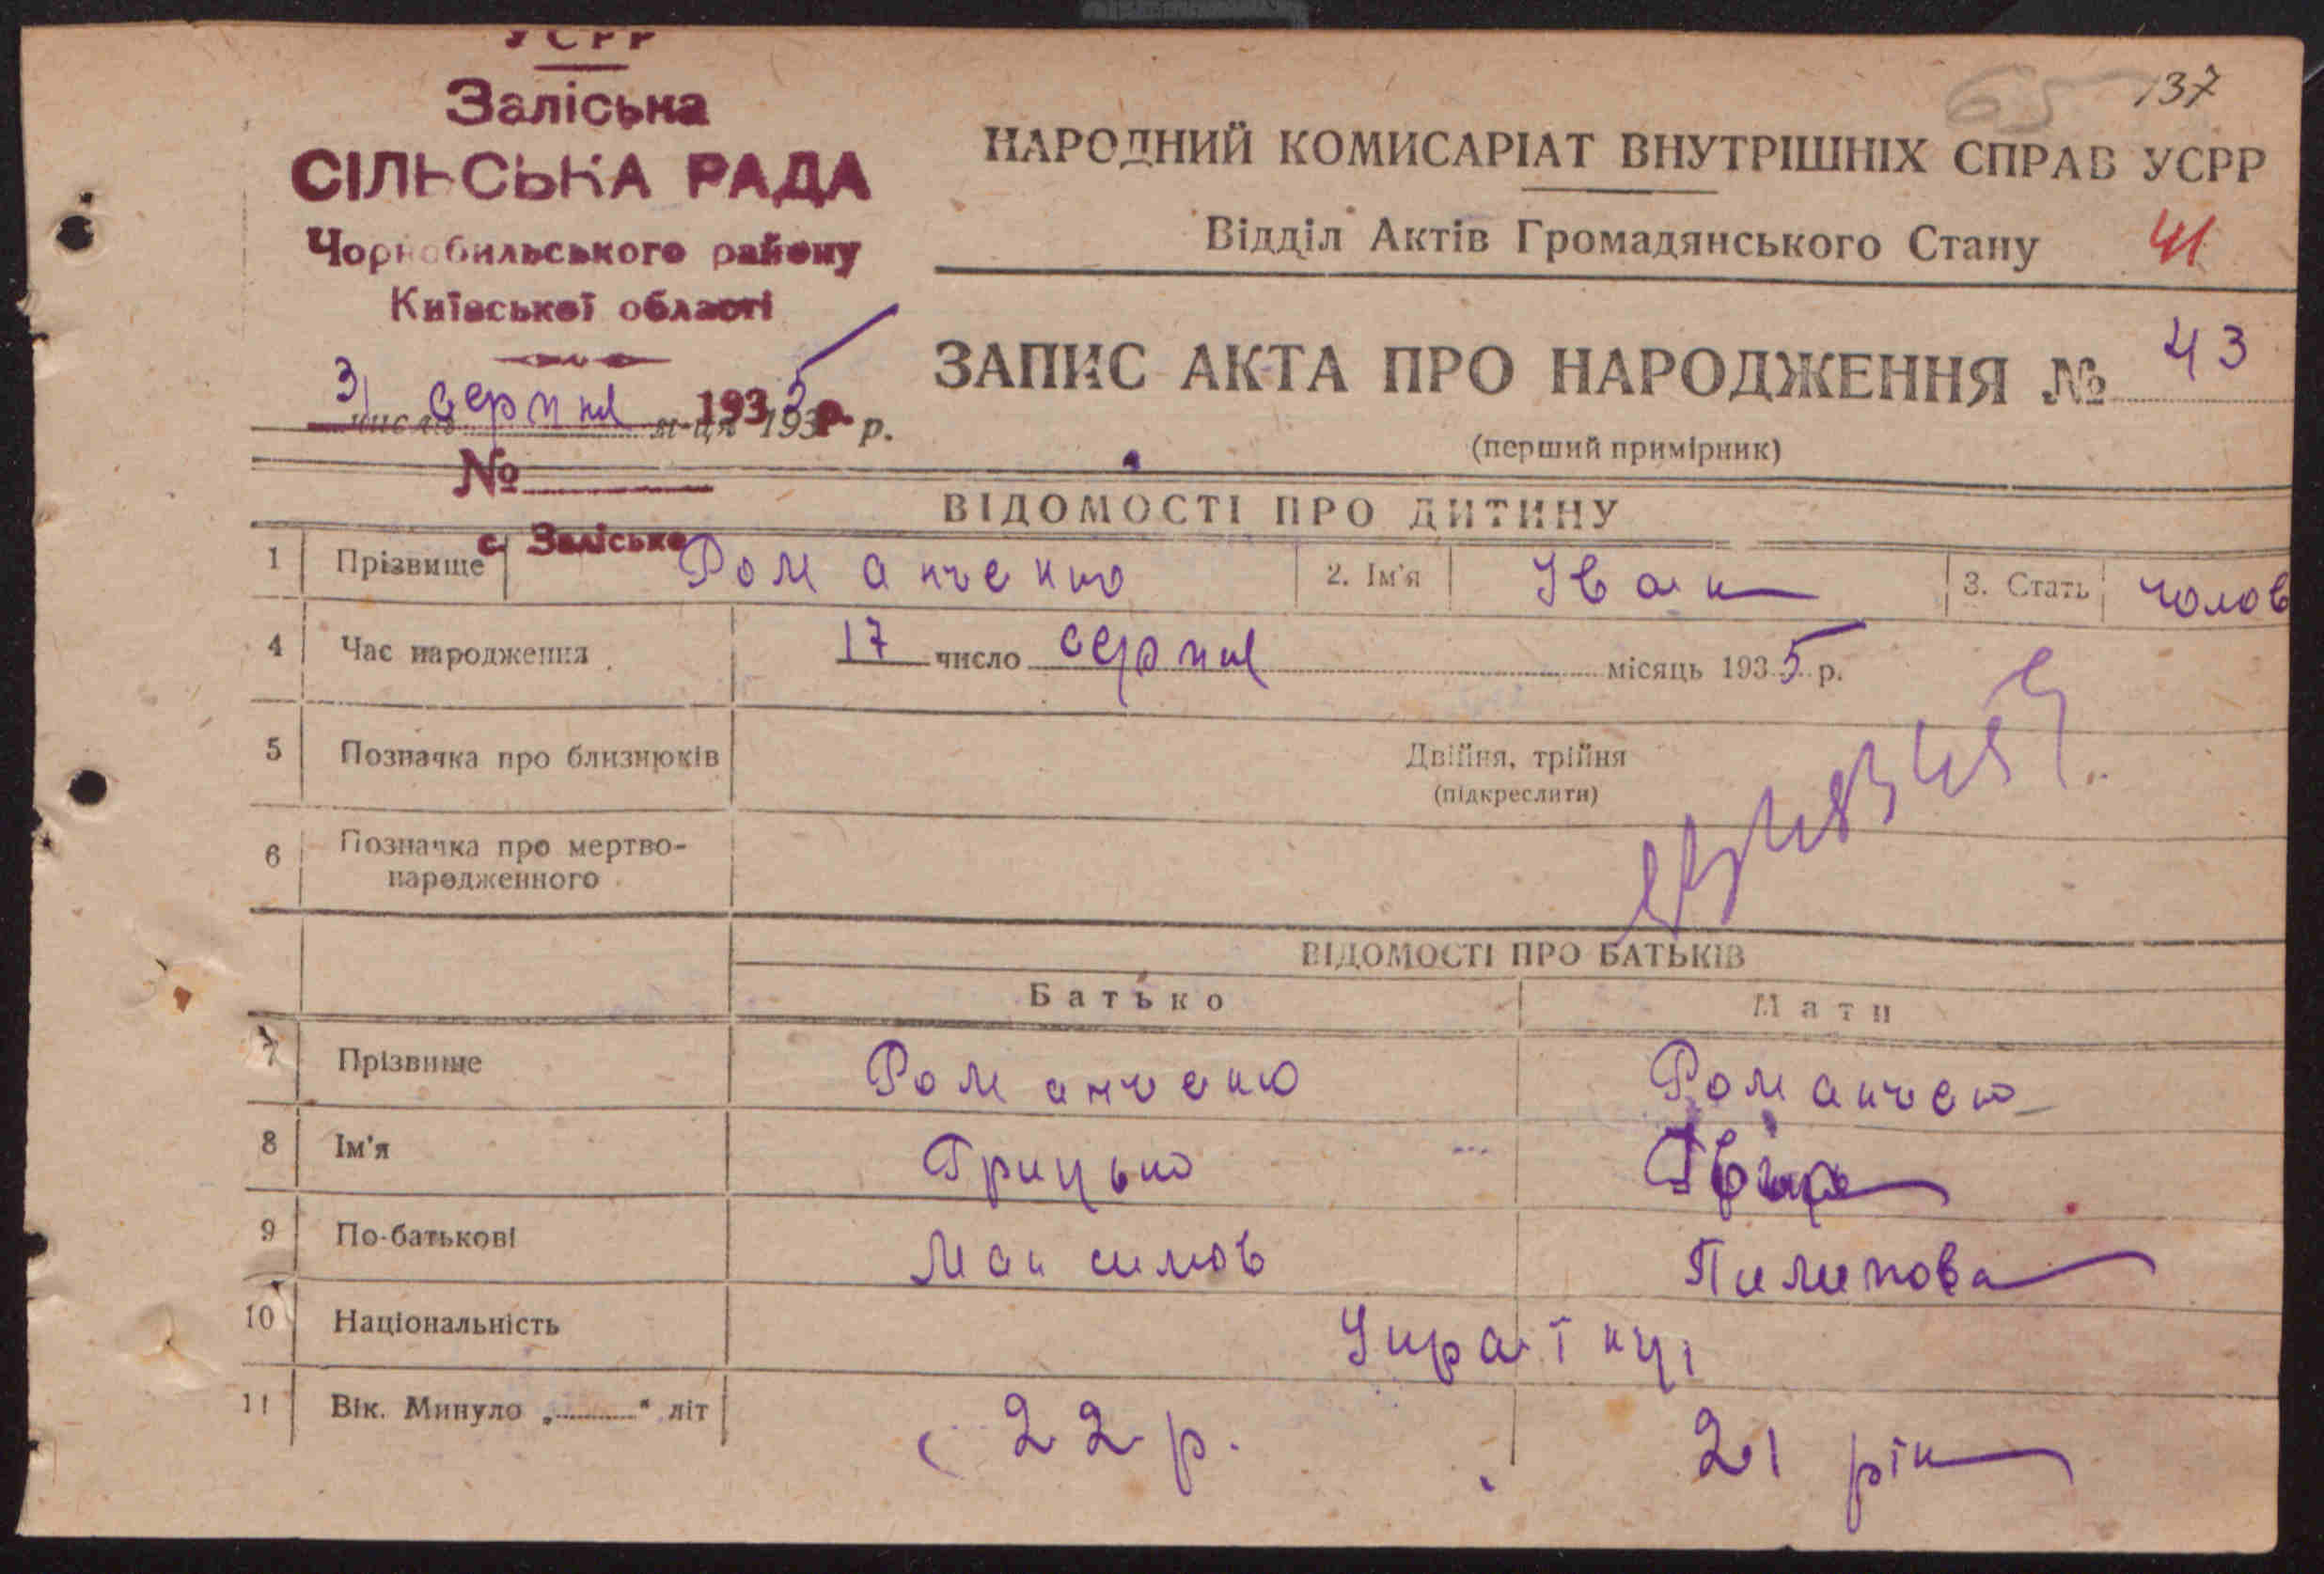 УСРР
Заліська
СІЛЬСЬКА РАДА
Чорнобильського району
Київської області
31 серпня 1935 р.
число м-ця 193 р.
№
с. Заліське
65 137
НАРОДНИЙ КОМИСАРІАТ ВНУТРІШНІХ СПРАВ УСРР
Відділ Актів Громадянського Стану 41
ЗАПИС АКТА ПРО НАРОДЖЕННЯ № 43
(перший примірник)
ВІДОМОСТІ ПРО ДИТИНУ
1 Прізвище Романченко 2. Ім'я Іван 3. Стать чолов
4 Час народження 17 число серпня місяць 1935 р.
5 Позначка про близнюків Двійня, трійня
(підкреслити)
6 Позначка про мертво-
народженного
ВІДОМОСТІ ПРО БАТЬКІВ
Батько Мати
7 Прізвище Романченко Романченко
8 Ім'я Грицько
9 По-батькові Максимов Пилипова
10 Національність Українці
11 Вік. Минуло „ “ літ 22 р. 21 рік